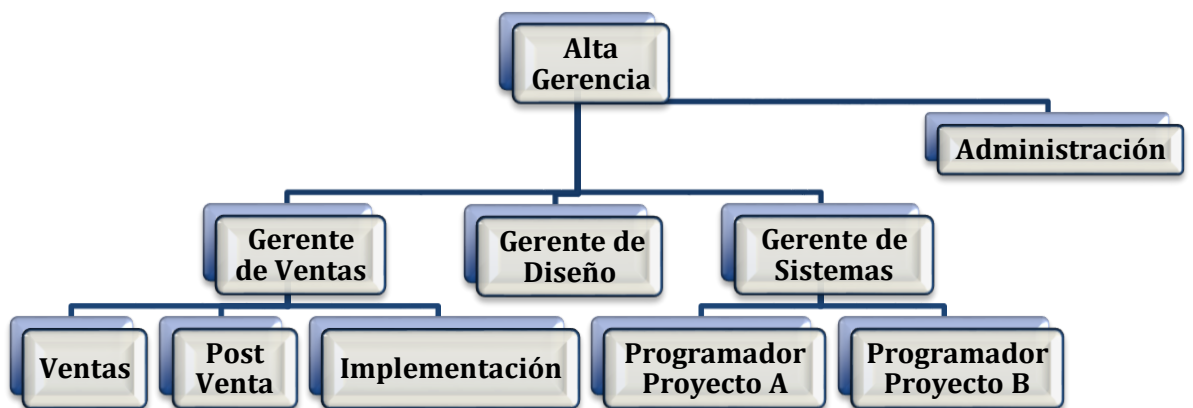 Alta
Gerencia
Administración
Gerente
de Ventas
Gerente de
Diseño
Gerente de
Sistemas
Ventas
Post
Venta
Implementación
Programador
Proyecto A
Programador
Proyecto B